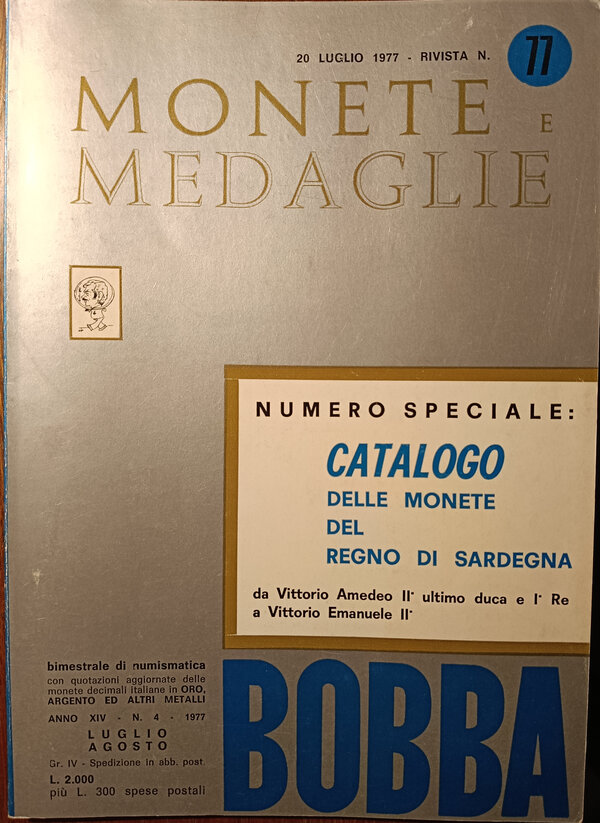 20 LUGLIO 1977 - RIVISTA N. 77
MONETE E
MEDAGLIE
NUMERO SPECIALE:
CATALOGO
DELLE MONETE
DEL
REGNO DI SARDEGNA
da Vittorio Amedeo II° ultimo duca e I° Re
a Vittorio Emanuele II°
bimestrale di numismatica
con quotazioni aggiornate delle
monete decimali italiane in ORO,
ARGENTO ED ALTRI METALLI
ANNO XIV - N. 4 - 1977
LUGLIO
AGOSTO
Gr. IV - Spedizione in abb. post.
L. 2.000
più L. 300 spese postali
BOBBA